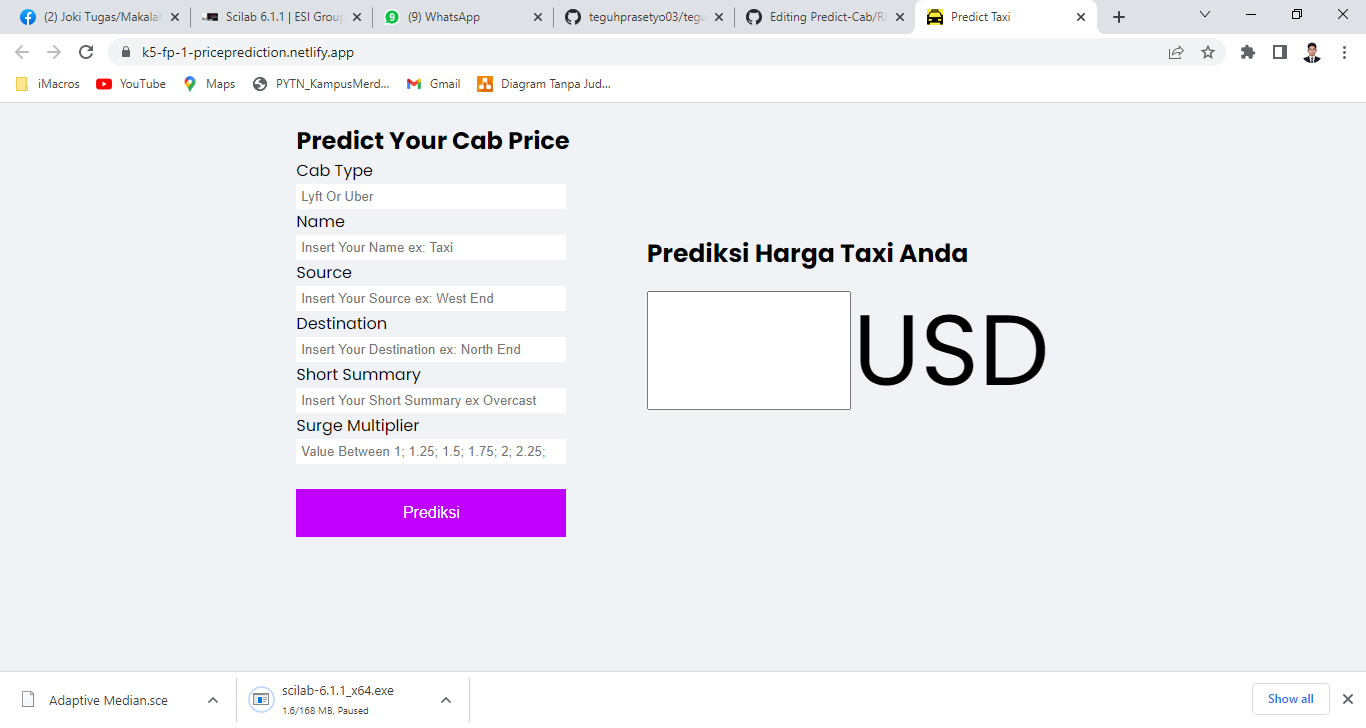 (2) Joki Tugas/Makala
Scilab 6.1.1 | ESI Group
(9) WhatsApp
teguhprasetyo03/tegu
Editing Predict-Cab/RE
Predict Taxi
k5-fp-1-priceprediction.netlify.app
iMacros
YouTube
Maps
PYTN_KampusMerd...
Gmail
Diagram Tanpa Jud...
Predict Your Cab Price
Cab Type
Lyft Or Uber
Name
Insert Your Name ex: Taxi
Source
Insert Your Source ex: West End
Destination
Insert Your Destination ex: North End
Short Summary
Insert Your Short Summary ex Overcast
Surge Multiplier
Value Between 1; 1.25; 1.5; 1.75; 2; 2.25;
Prediksi
Prediksi Harga Taxi Anda
USD
Adaptive Median.sce
scilab-6.1.1_x64.exe
1.6/168 MB, Paused
Show all